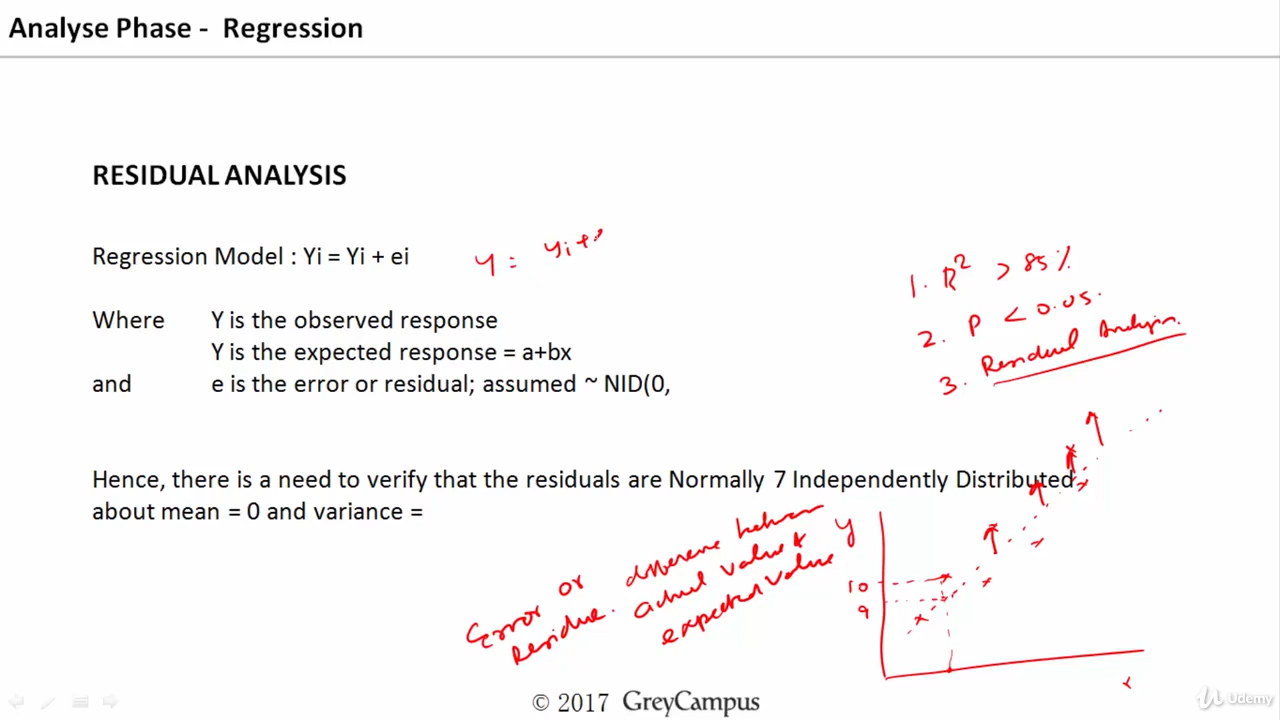 Analyse Phase -  Regression
RESIDUAL ANALYSIS
Regression Model : Yi = Yi + ei
Y = Yi +
1. R² > 85 %
2. P < 0.05.
3. Residual Analysis.
Where Y is the observed response
Y is the expected response = a+bx
and e is the error or residual; assumed ~ NID(0,
Hence, there is a need to verify that the residuals are Normally 7 Independently Distributed
about mean = 0 and variance =
Error or
Residue.
difference between
actual value &
expected value
Y
10
9
x
© 2017 GreyCampus
Udemy